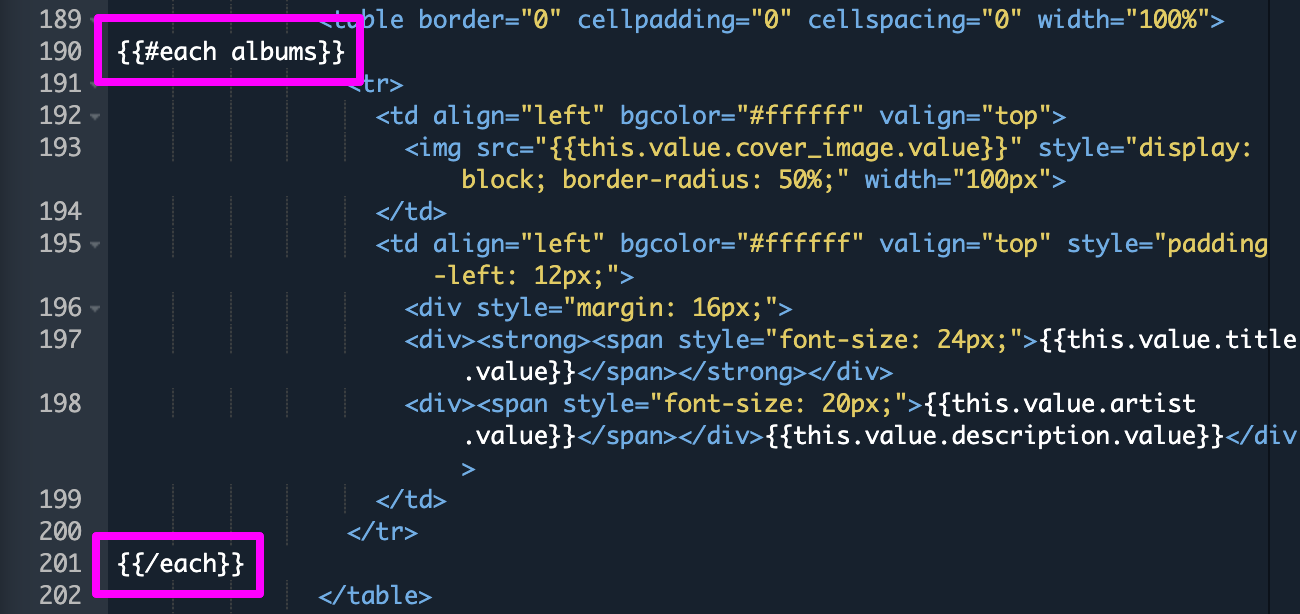 189 <table border="0" cellpadding="0" cellspacing="0" width="100%">
190 {{#each albums}}
191 <tr>
192 <td align="left" bgcolor="#ffffff" valign="top">
193 <img src="{{this.value.cover_image.value}}" style="display:
block; border-radius: 50%;" width="100px">
194 </td>
195 <td align="left" bgcolor="#ffffff" valign="top" style="padding
-left: 12px;">
196 <div style="margin: 16px;">
197 <div><strong><span style="font-size: 24px;">{{this.value.title
.value}}</span></strong></div>
198 <div><span style="font-size: 20px;">{{this.value.artist
.value}}</span></div>{{this.value.description.value}}</div
>
199 </td>
200 </tr>
201 {{/each}}
202 </table>